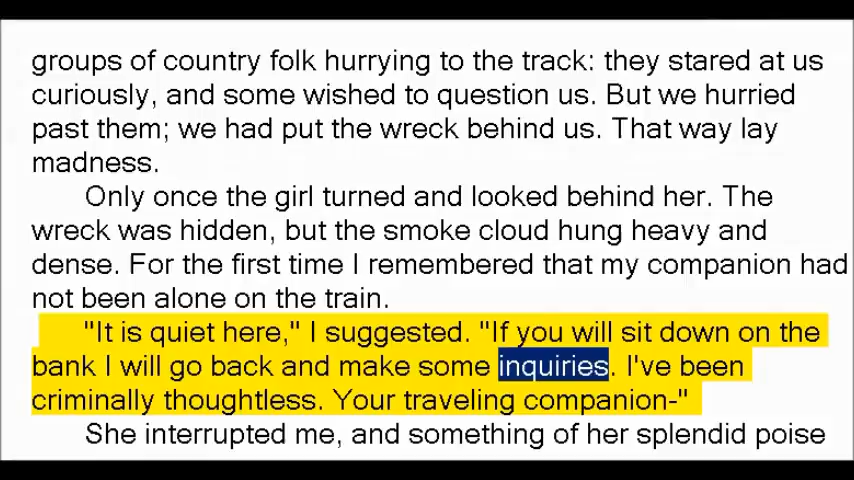 groups of country folk hurrying to the track: they stared at us
curiously, and some wished to question us. But we hurried
past them; we had put the wreck behind us. That way lay
madness.
Only once the girl turned and looked behind her. The
wreck was hidden, but the smoke cloud hung heavy and
dense. For the first time I remembered that my companion had
not been alone on the train.
"It is quiet here," I suggested. "If you will sit down on the
bank I will go back and make some inquiries. I've been
criminally thoughtless. Your traveling companion-"
She interrupted me, and something of her splendid poise